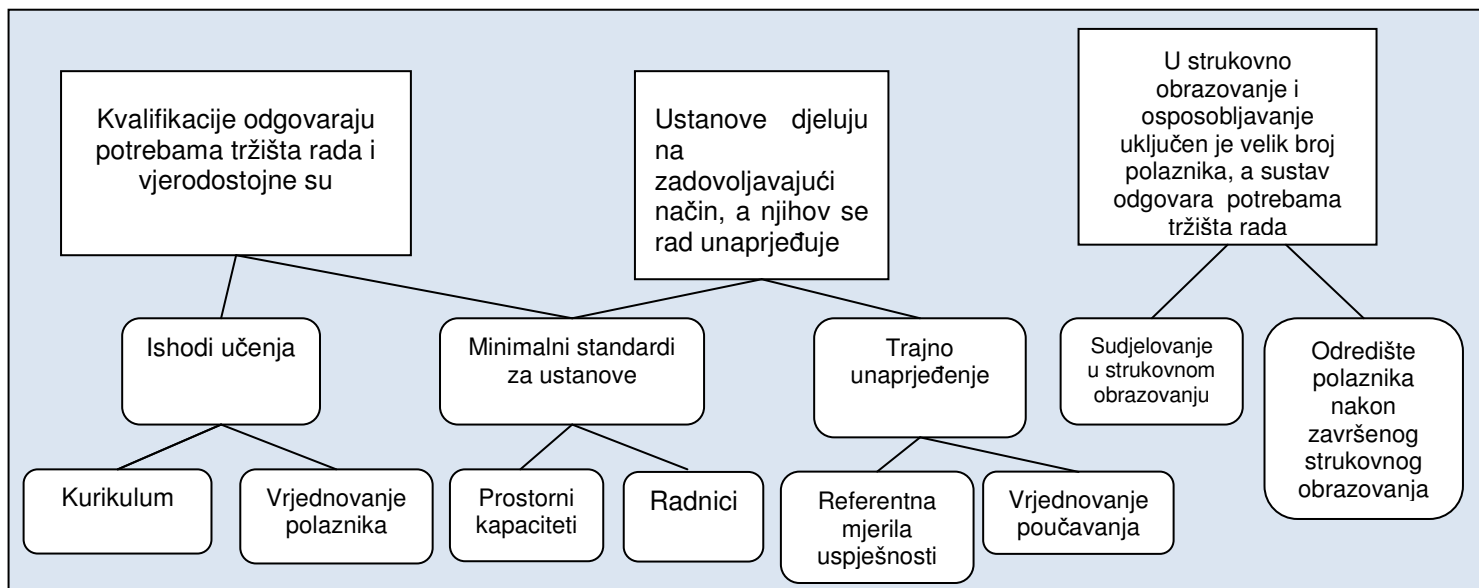 Kvalifikacije odgovaraju
potrebama tržišta rada i
vjerodostojne su
Ustanove djeluju
na
zadovoljavajući
način, a njihov se
rad unaprjeđuje
U strukovno
obrazovanje i
osposobljavanje
uključen je velik broj
polaznika, a sustav
odgovara potrebama
tržišta rada
Ishodi učenja
Minimalni standardi
za ustanove
Trajno
unaprjeđenje
Sudjelovanje
u strukovnom
obrazovanju
Odredište
polaznika
nakon
završenog
strukovnog
obrazovanja
Kurikulum
Vrjednovanje
polaznika
Prostorni
kapaciteti
Radnici
Referentna
mjerila
uspješnosti
Vrjednovanje
poučavanja